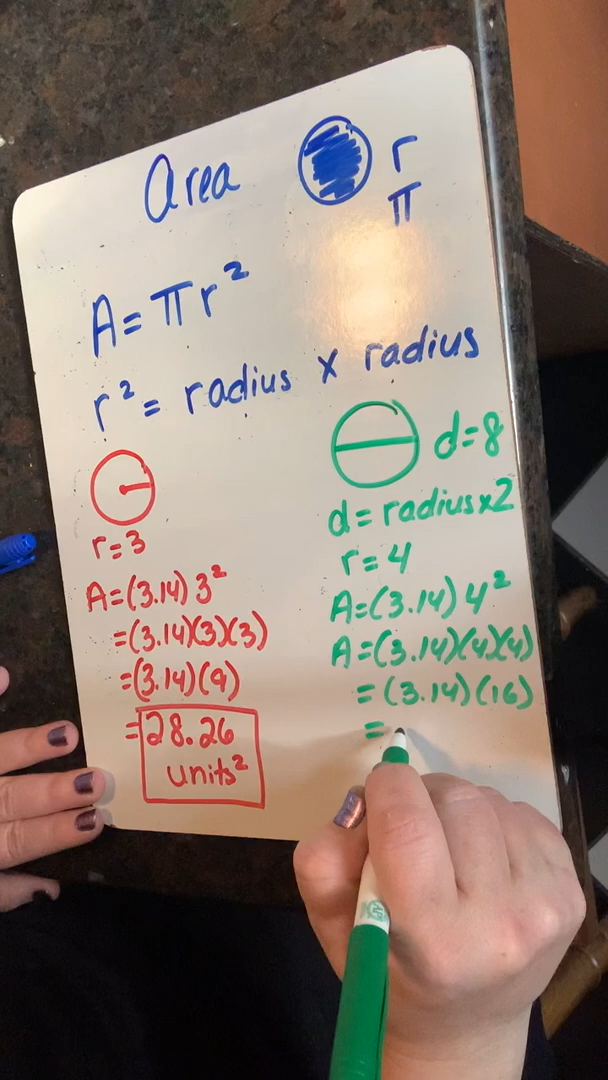 Area
r
π
A = πr²
r² = radius x radius
r=3
A=(3.14) 3²
=(3.14)(3)(3)
=(3.14)(9)
=28.26
units²
d=8
d= radius x2
r= 4
A=(3.14) 4²
A=(3.14)(4)(4)
= (3.14)(16)
=